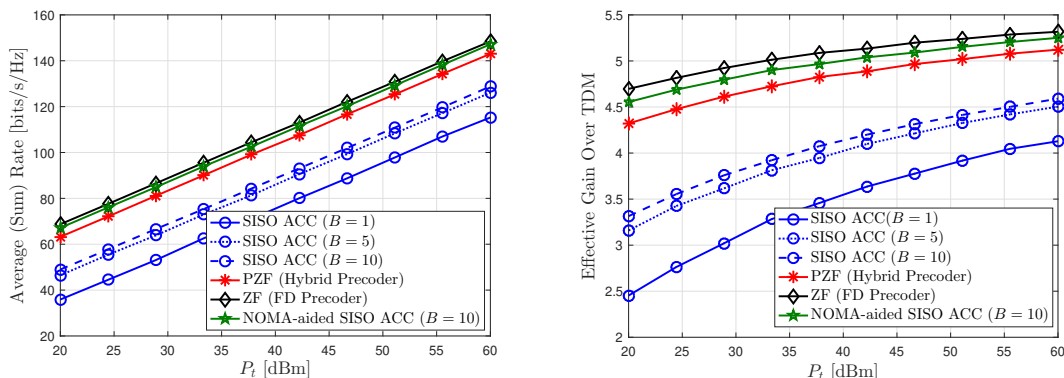 Average (Sum) Rate [bits/s/Hz]
160
140
120
100
80
60
40
20
SISO ACC (B = 1)
SISO ACC (B = 5)
SISO ACC (B = 10)
PZF (Hybrid Precoder)
ZF (FD Precoder)
NOMA-aided SISO ACC (B = 10)
20 25 30 35 40 45 50 55 60
P_t [dBm]
Effective Gain Over TDM
5.5
5
4.5
4
3.5
3
2.5
2
SISO ACC(B = 1)
SISO ACC (B = 5)
SISO ACC (B = 10)
PZF (Hybrid Precoder)
ZF (FD Precoder)
NOMA-aided SISO ACC (B = 10)
20 25 30 35 40 45 50 55 60
P_t [dBm]